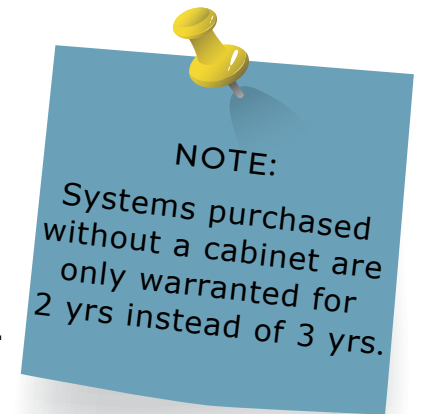 NOTE:
Systems purchased
without a cabinet are
only warranted for
2 yrs instead of 3 yrs.